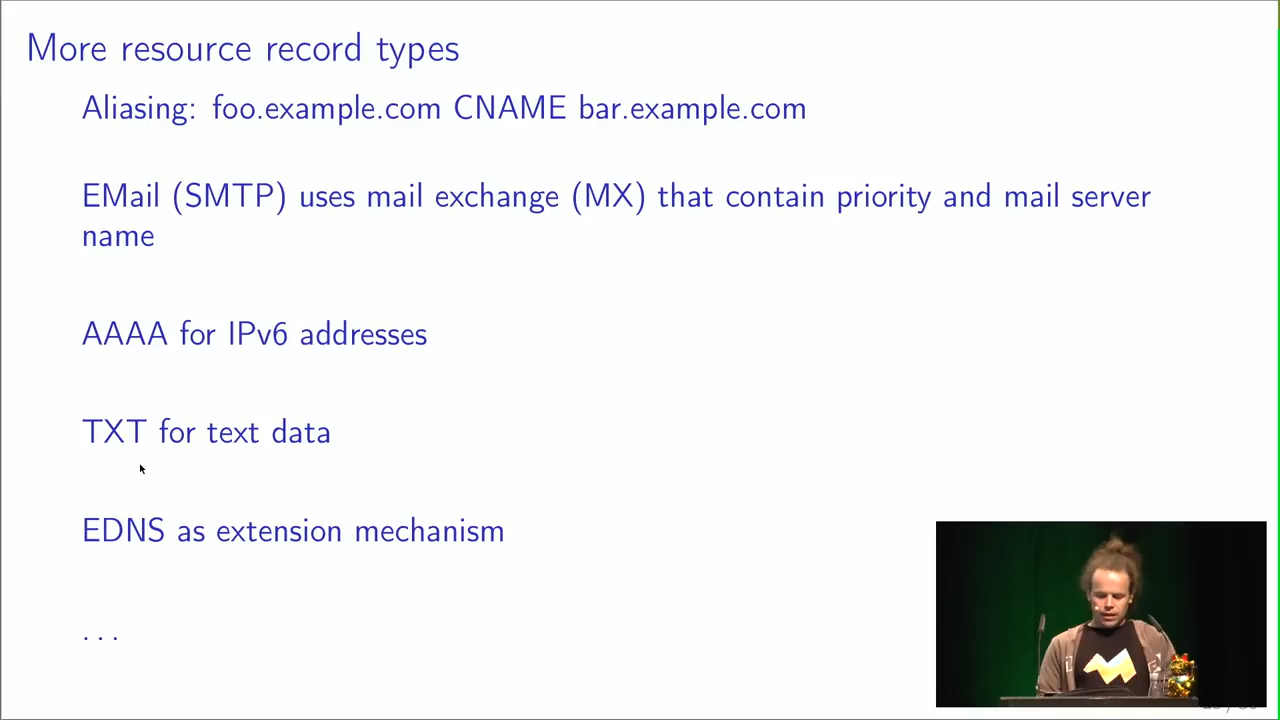 More resource record types
Aliasing: foo.example.com CNAME bar.example.com
EMail (SMTP) uses mail exchange (MX) that contain priority and mail server
name
AAAA for IPv6 addresses
TXT for text data
EDNS as extension mechanism
. . .